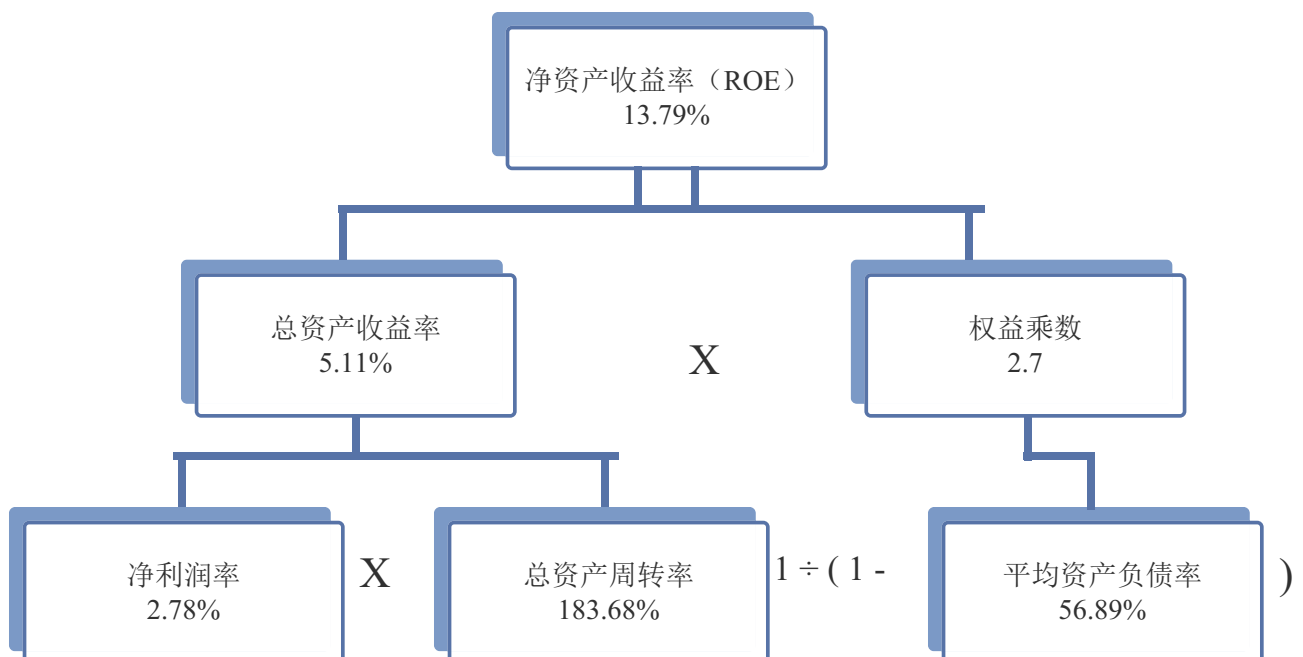 净资产收益率（ROE）
13.79%
总资产收益率
5.11%
X
权益乘数
2.7
净利润率
2.78%
X
总资产周转率
183.68%
1 ÷ ( 1 -
平均资产负债率
56.89%
)